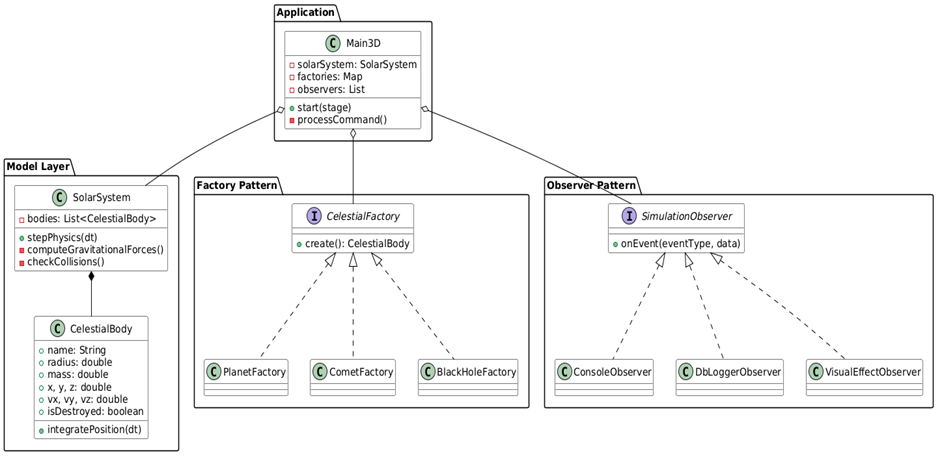 Application
C Main3D
solarSystem: SolarSystem
factories: Map
observers: List
start(stage)
processCommand()
Model Layer
C SolarSystem
bodies: List<CelestialBody>
stepPhysics(dt)
computeGravitationalForces()
checkCollisions()
C CelestialBody
name: String
radius: double
mass: double
x, y, z: double
vx, vy, vz: double
isDestroyed: boolean
integratePosition(dt)
Factory Pattern
I CelestialFactory
create(): CelestialBody
C PlanetFactory
C CometFactory
C BlackHoleFactory
Observer Pattern
I SimulationObserver
onEvent(eventType, data)
C ConsoleObserver
C DbLoggerObserver
C VisualEffectObserver